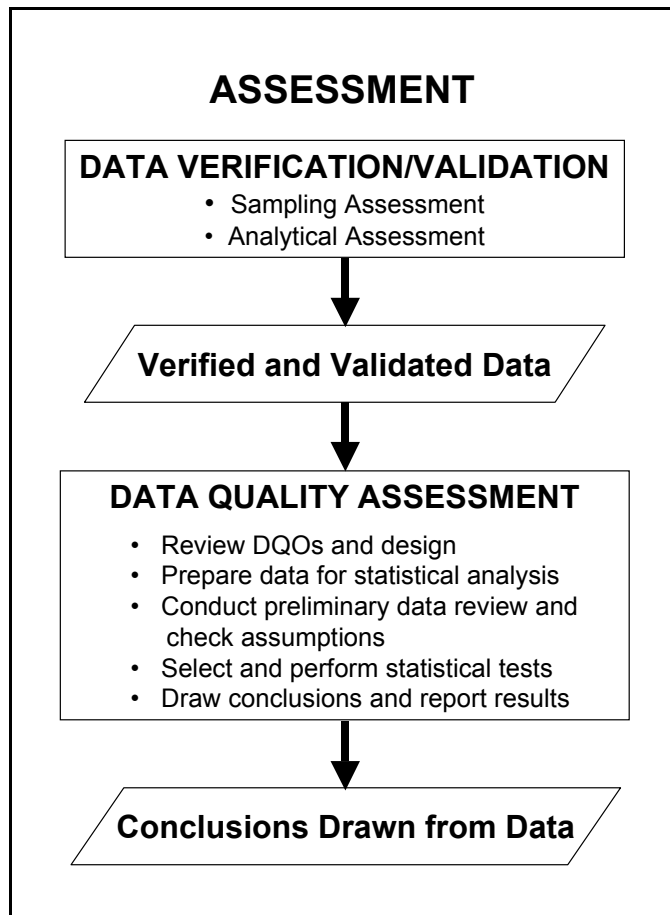 ASSESSMENT
DATA VERIFICATION/VALIDATION
• Sampling Assessment
• Analytical Assessment
Verified and Validated Data
DATA QUALITY ASSESSMENT
• Review DQOs and design
• Prepare data for statistical analysis
• Conduct preliminary data review and
check assumptions
• Select and perform statistical tests
• Draw conclusions and report results
Conclusions Drawn from Data